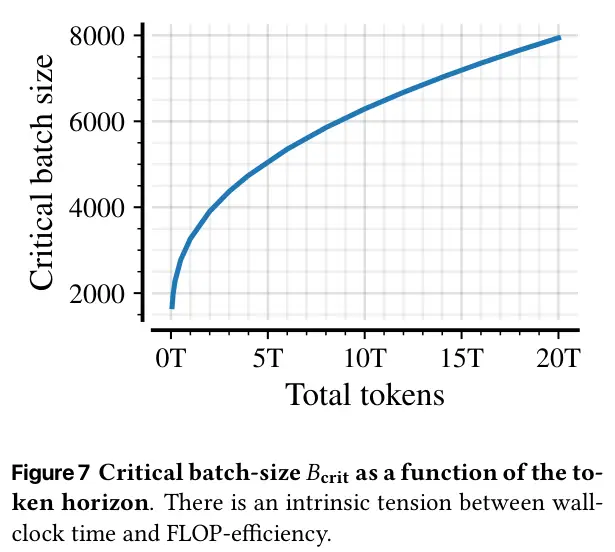 8000
6000
4000
2000
Critical batch size
0T 5T 10T 15T 20T
Total tokens
Figure 7 Critical batch-size Bcrit as a function of the to-
ken horizon. There is an intrinsic tension between wall-
clock time and FLOP-efficiency.